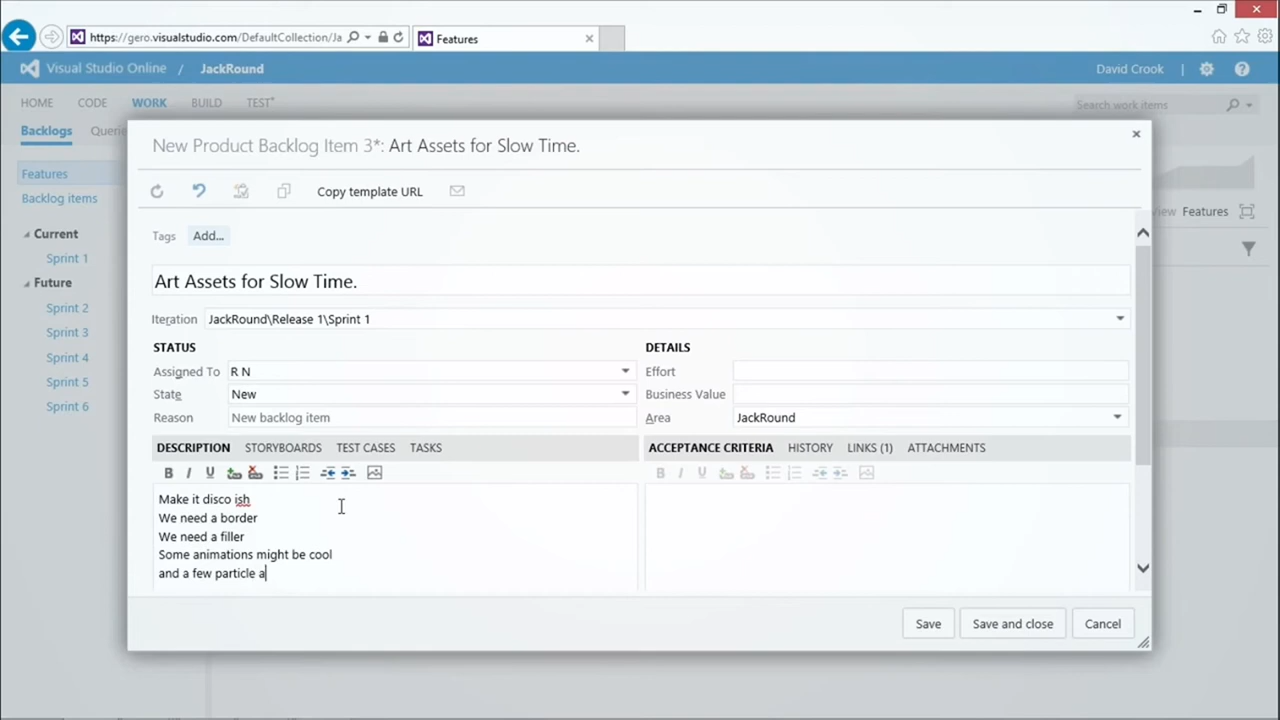 https://gero.visualstudio.com/DefaultCollection/Ja
Features
Visual Studio Online / JackRound
David Crook
HOME CODE WORK BUILD TEST*
Search work items
Backlogs Querie
Features
Backlog items
Current
Sprint 1
Future
Sprint 2
Sprint 3
Sprint 4
Sprint 5
Sprint 6
View Features
New Product Backlog Item 3*: Art Assets for Slow Time.
Copy template URL
Tags Add...
Art Assets for Slow Time.
Iteration JackRound\Release 1\Sprint 1
STATUS
Assigned To R N
State New
Reason New backlog item
DETAILS
Effort
Business Value
Area JackRound
DESCRIPTION STORYBOARDS TEST CASES TASKS
B I U
Make it disco ish
We need a border
We need a filler
Some animations might be cool
and a few particle a
ACCEPTANCE CRITERIA HISTORY LINKS (1) ATTACHMENTS
B I U
Save Save and close Cancel